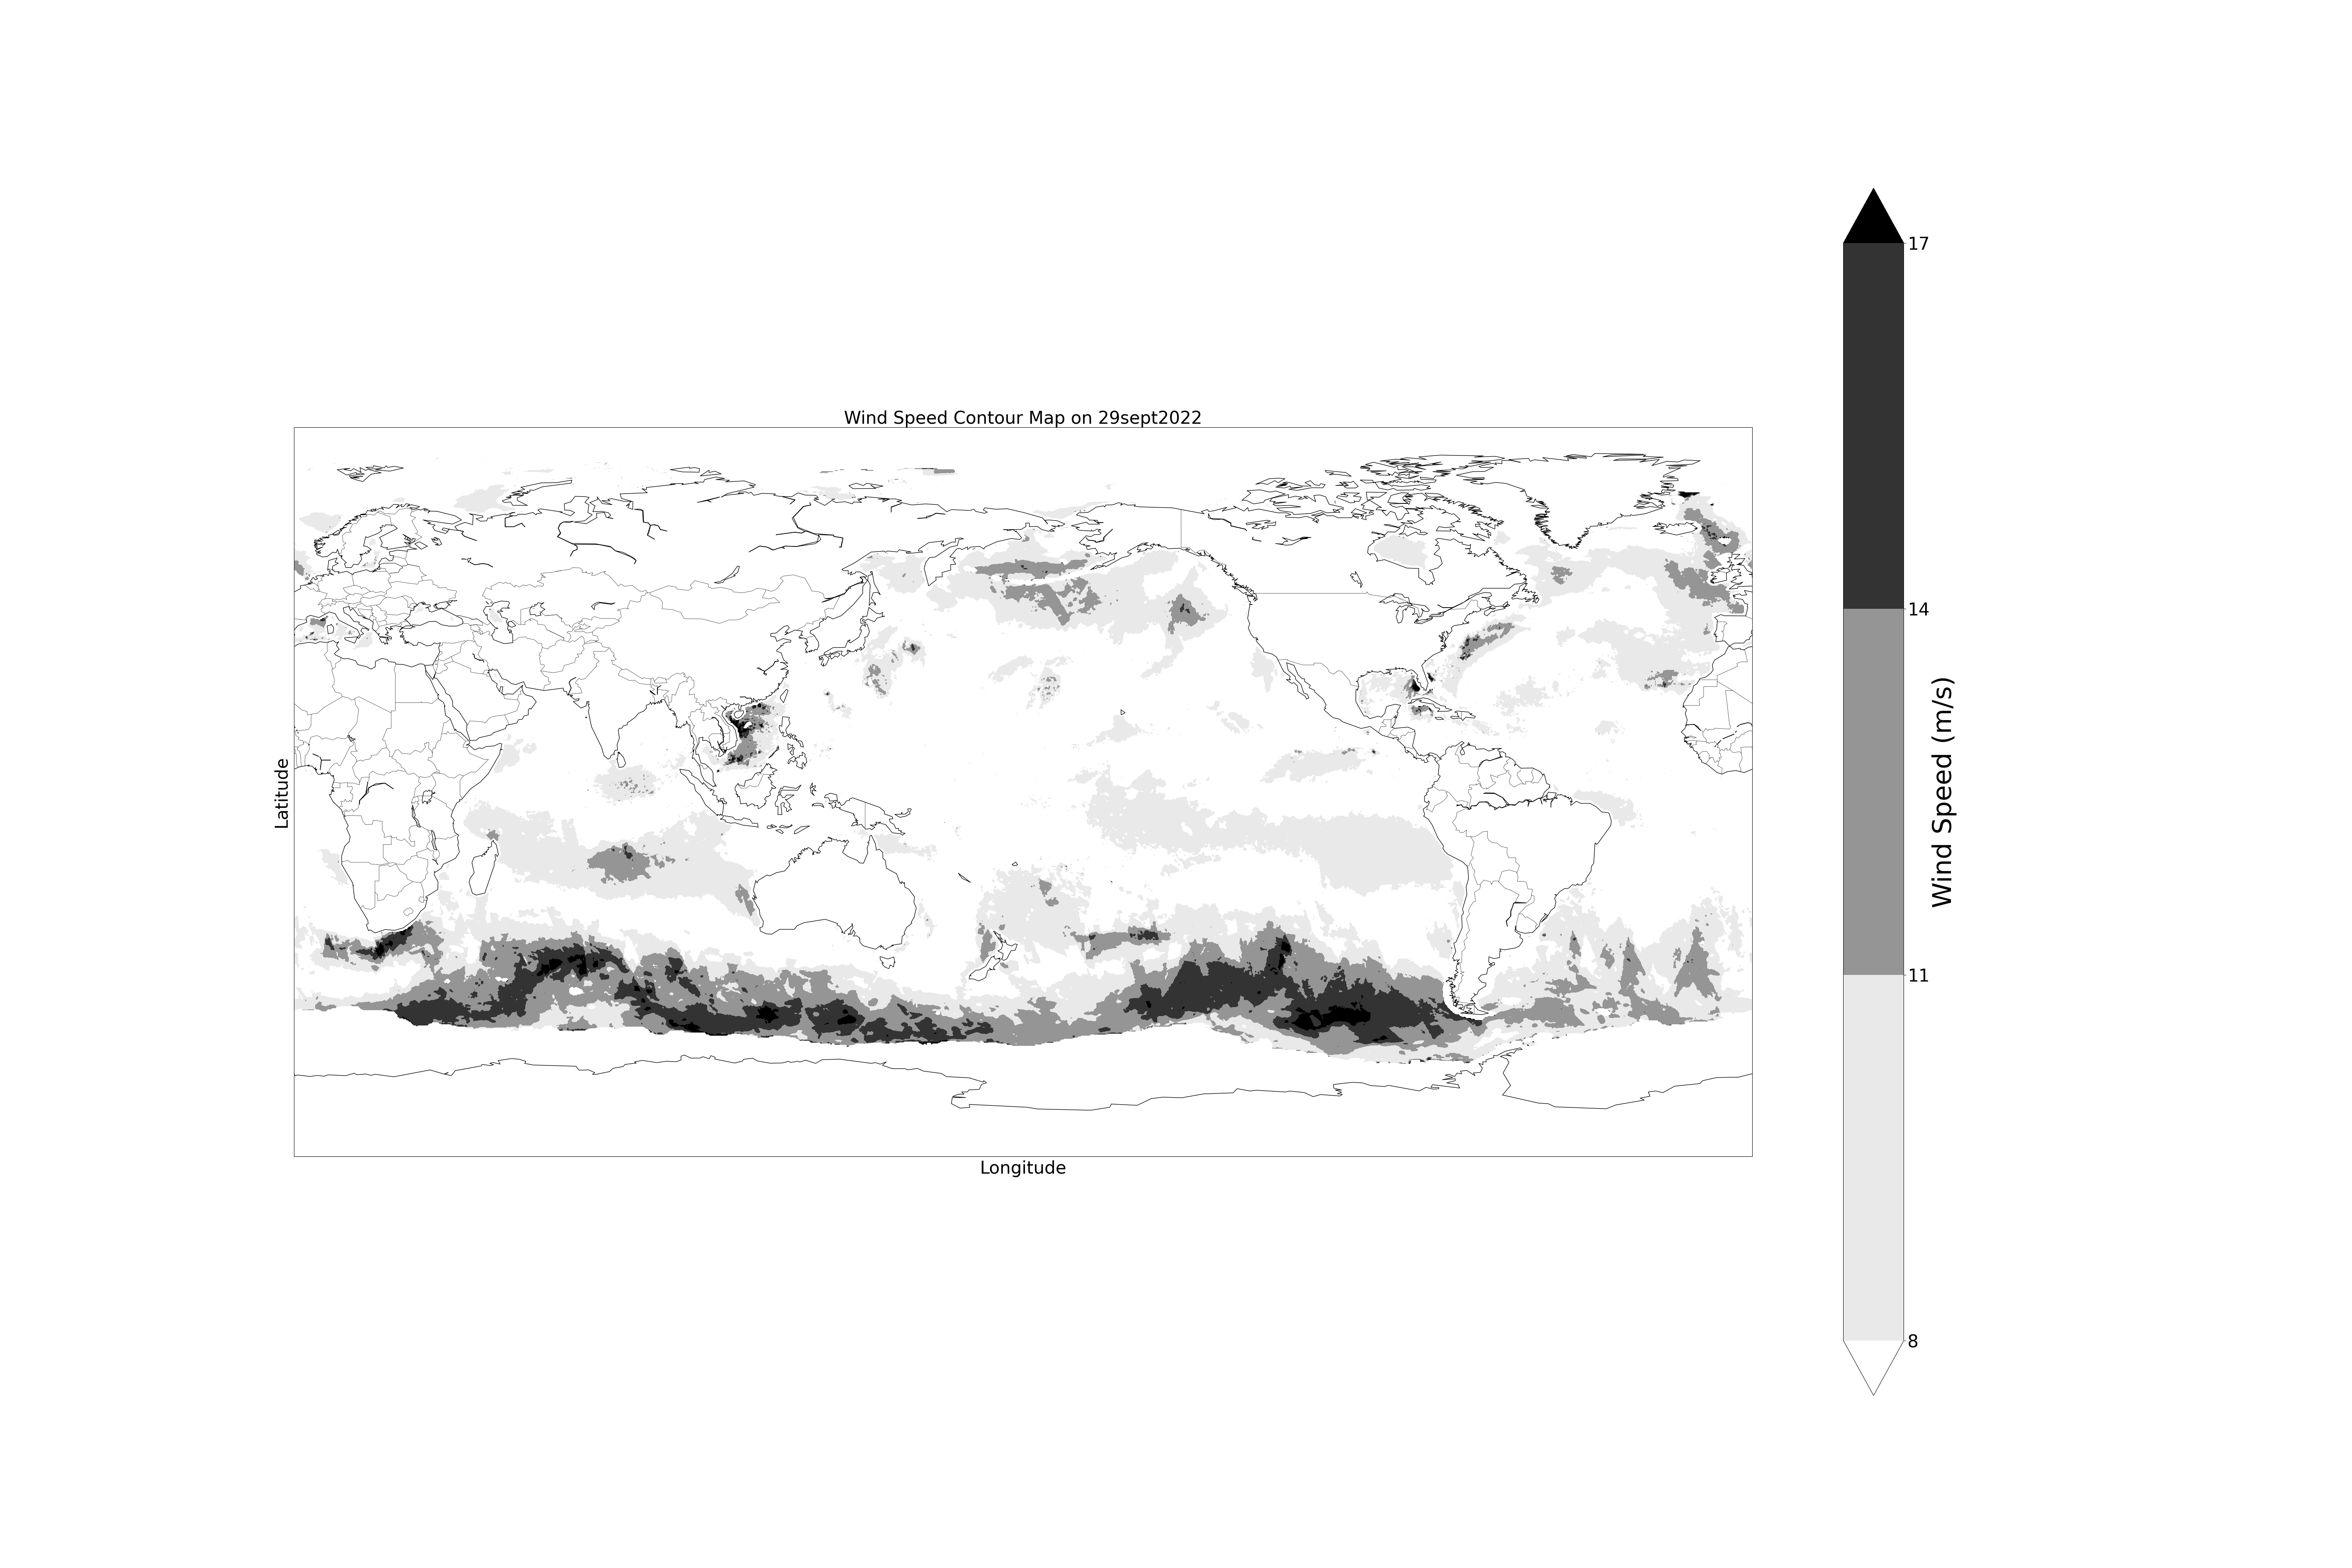 Wind Speed Contour Map on 29sept2022
17
14
11
8
Wind Speed (m/s)
Latitude
Longitude